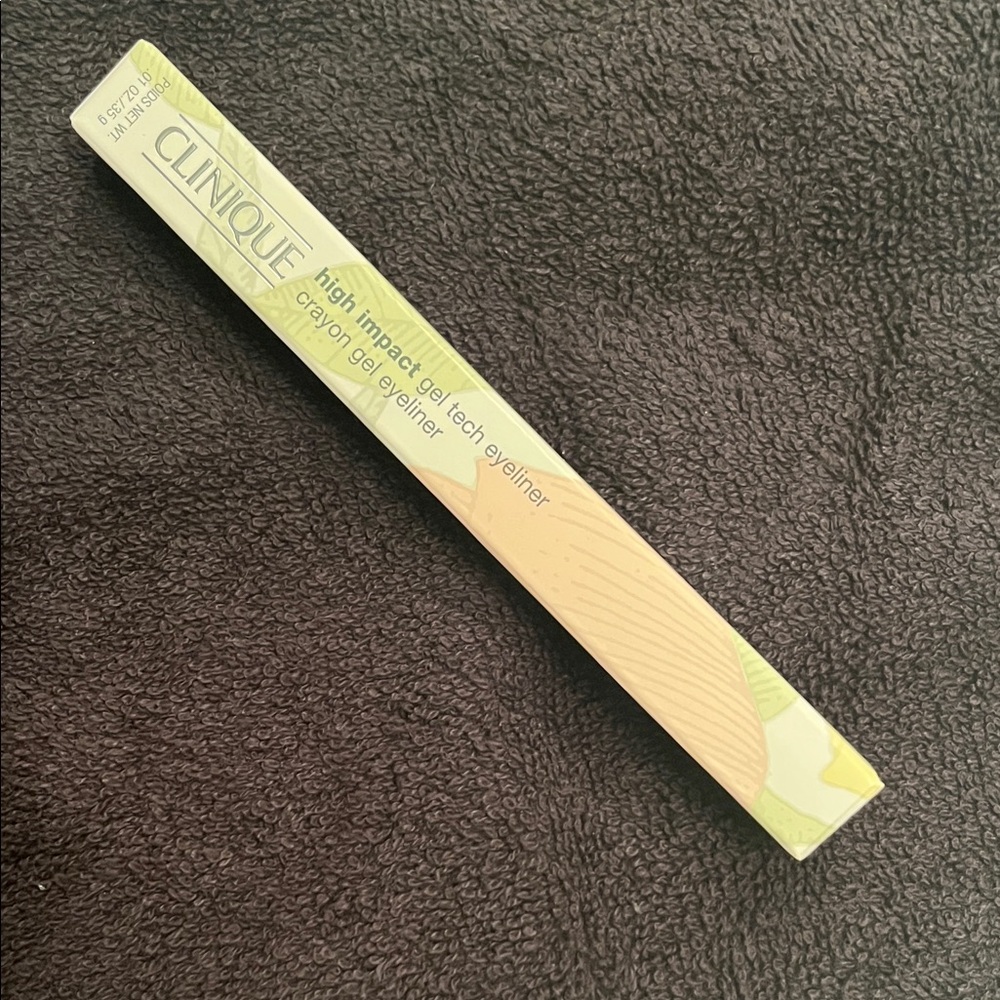 POIDS NET WT.
.01 OZ./.35 g
CLINIQUE
high impact gel tech eyeliner
crayon gel eyeliner